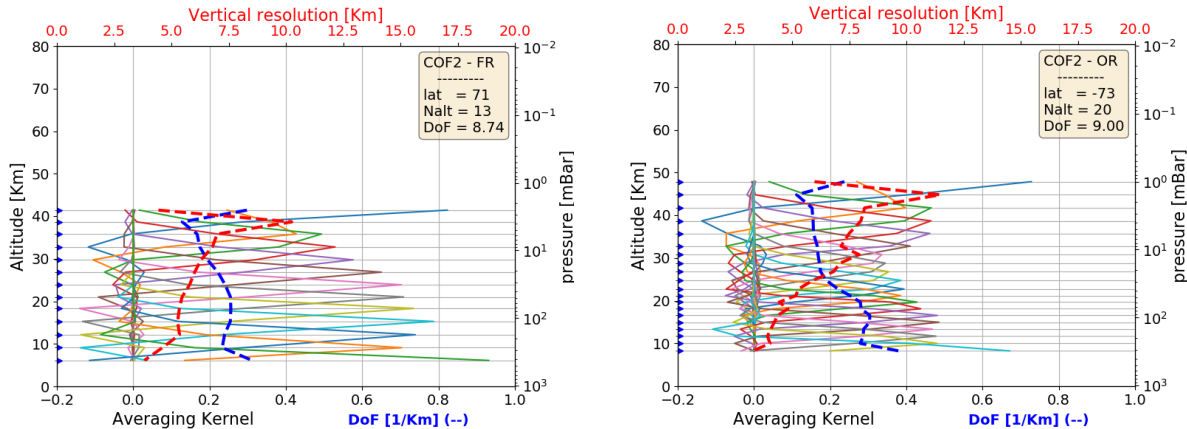 Vertical resolution [Km]
0.0 2.5 5.0 7.5 10.0 12.5 15.0 17.5 20.0
80
70
60
50
40
30
20
10
0
Altitude [Km]
COF2 - FR
----------
lat = 71
Nalt = 13
DoF = 8.74
10⁻²
10⁻¹
10⁰
10¹
10²
10³
pressure [mBar]
−0.2 0.0 0.2 0.4 0.6 0.8 1.0
Averaging Kernel DoF [1/Km] (--)
Vertical resolution [Km]
0.0 2.5 5.0 7.5 10.0 12.5 15.0 17.5 20.0
80
70
60
50
40
30
20
10
0
Altitude [Km]
COF2 - OR
----------
lat = -73
Nalt = 20
DoF = 9.00
10⁻²
10⁻¹
10⁰
10¹
10²
10³
pressure [mBar]
−0.2 0.0 0.2 0.4 0.6 0.8 1.0
Averaging Kernel DoF [1/Km] (--)